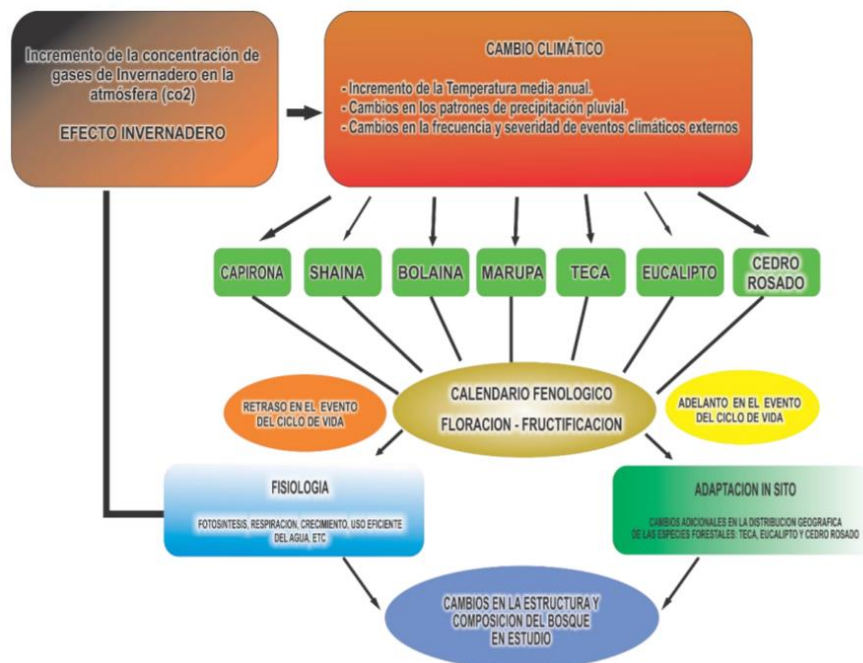 Incremento de la concentración de
gases de Invernadero en la
atmósfera (co2)
EFECTO INVERNADERO
CAMBIO CLIMÁTICO
- Incremento de la Temperatura media anual.
- Cambios en los patrones de precipitación pluvial.
- Cambios en la frecuencia y severidad de eventos climáticos externos
CAPIRONA
SHAINA
BOLAINA
MARUPA
TECA
EUCALIPTO
CEDRO
ROSADO
CALENDARIO FENOLOGICO
FLORACION - FRUCTIFICACION
RETRASO EN EL EVENTO
DEL CICLO DE VIDA
ADELANTO EN EL EVENTO
DEL CICLO DE VIDA
FISIOLOGIA
FOTOSINTESIS, RESPIRACION, CRECIMIENTO, USO EFICIENTE
DEL AGUA, ETC
ADAPTACION IN SITO
CAMBIOS ADICIONALES EN LA DISTRIBUCION GEOGRAFICA
DE LAS ESPECIES FORESTALES: TECA, EUCALIPTO Y CEDRO ROSADO
CAMBIOS EN LA ESTRUCTURA Y
COMPOSICION DEL BOSQUE
EN ESTUDIO